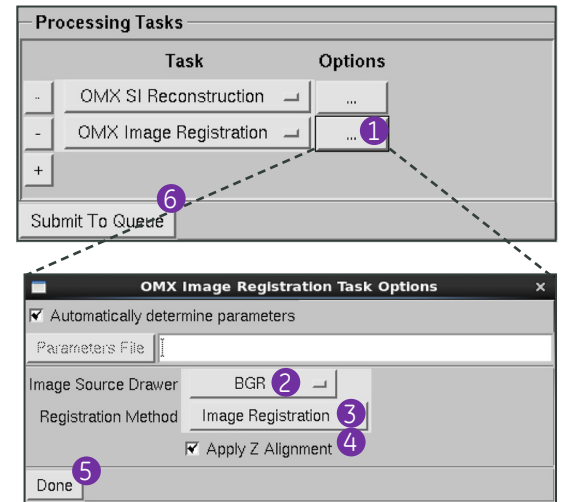 Processing Tasks
Task Options
- OMX SI Reconstruction ...
- OMX Image Registration ... 1
+
6
Submit To Queue
OMX Image Registration Task Options ×
Automatically determine parameters
Parameters File
Image Source Drawer BGR 2
Registration Method Image Registration 3
Apply Z Alignment 4
5
Done